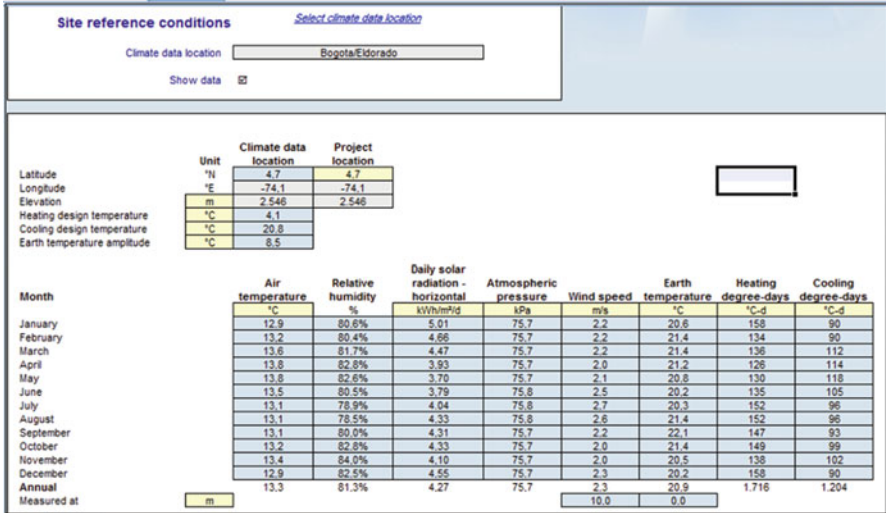 Site reference conditions Select climate data location
Climate data location Bogota/Eldorado
Show data
Climate data Project
Unit location location
Latitude °N 4,7 4,7
Longitude °E -74,1 -74,1
Elevation m 2.546 2.546
Heating design temperature °C 4,1
Cooling design temperature °C 20,8
Earth temperature amplitude °C 8,5
Daily solar
Air Relative radiation - Atmospheric Earth Heating Cooling
Month temperature humidity horizontal pressure Wind speed temperature degree-days degree-days
°C % kWh/m²/d kPa m/s °C °C-d °C-d
January 12,9 80,6% 5,01 75,7 2,2 20,6 158 90
February 13,2 80,4% 4,66 75,7 2,2 21,4 134 90
March 13,6 81,7% 4,47 75,7 2,2 21,4 136 112
April 13,8 82,8% 3,93 75,7 2,0 21,2 126 114
May 13,8 82,6% 3,70 75,7 2,1 20,8 130 118
June 13,5 80,5% 3,79 75,8 2,5 20,2 135 105
July 13,1 78,9% 4,04 75,8 2,7 20,3 152 96
August 13,1 78,5% 4,33 75,8 2,6 21,4 152 96
September 13,1 80,0% 4,31 75,7 2,2 22,1 147 93
October 13,2 82,8% 4,33 75,7 2,0 21,4 149 99
November 13,4 84,0% 4,10 75,7 2,0 20,5 138 102
December 12,9 82,5% 4,55 75,7 2,3 20,2 158 90
Annual 13,3 81,3% 4,27 75,7 2,3 20,9 1.716 1.204
Measured at m 10,0 0,0